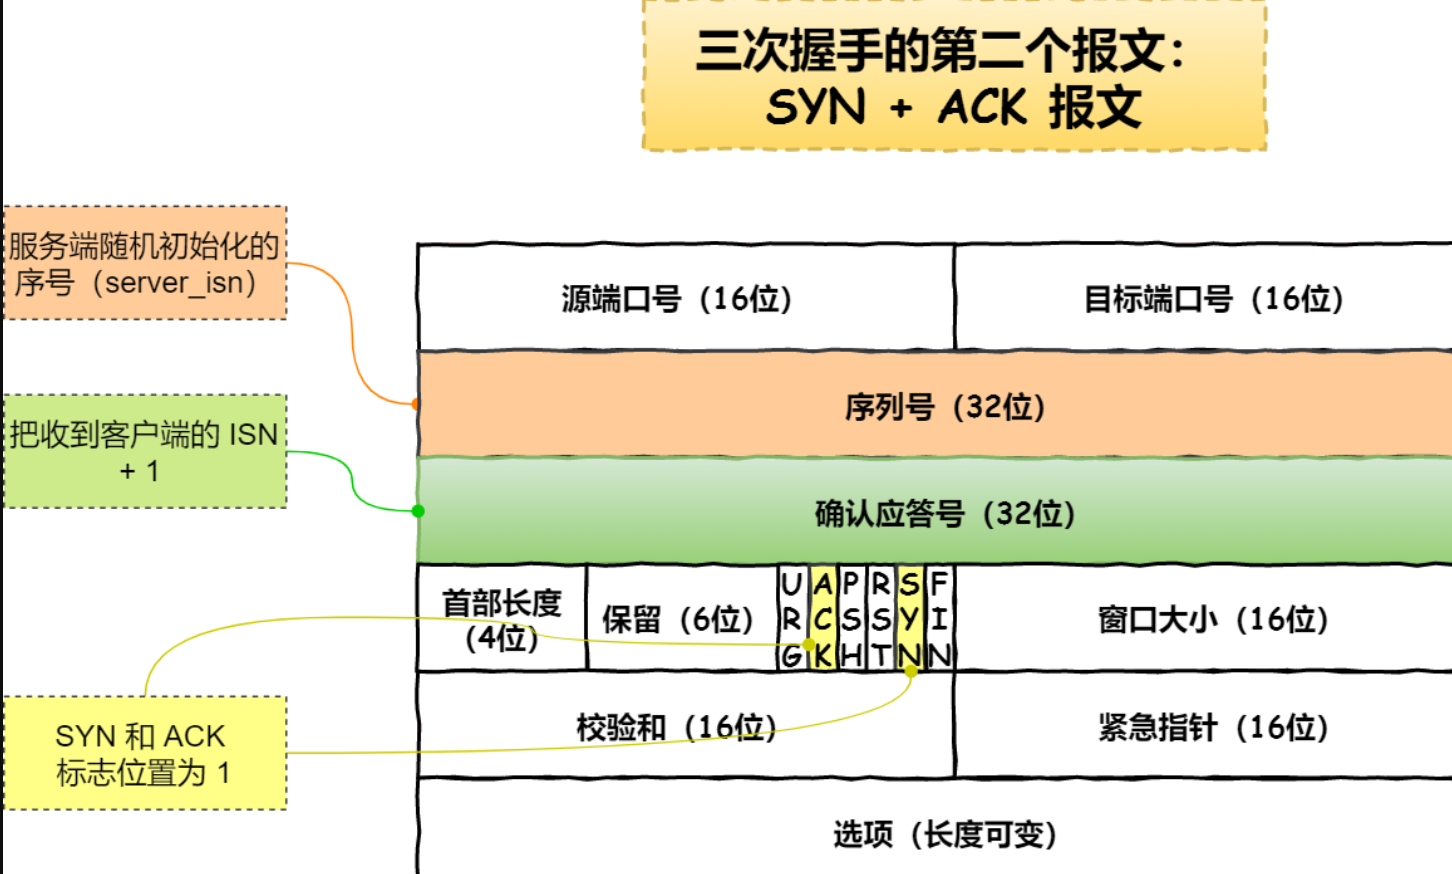 三次握手的第二个报文：
SYN + ACK 报文
服务端随机初始化的
序号（server_isn）
源端口号（16位）
目标端口号（16位）
序列号（32位）
把收到客户端的 ISN
+ 1
确认应答号（32位）
首部长度
（4位）
保留（6位）
URG
ACK
PSH
RST
SYN
FIN
窗口大小（16位）
SYN 和 ACK
标志位置为 1
校验和（16位）
紧急指针（16位）
选项（长度可变）